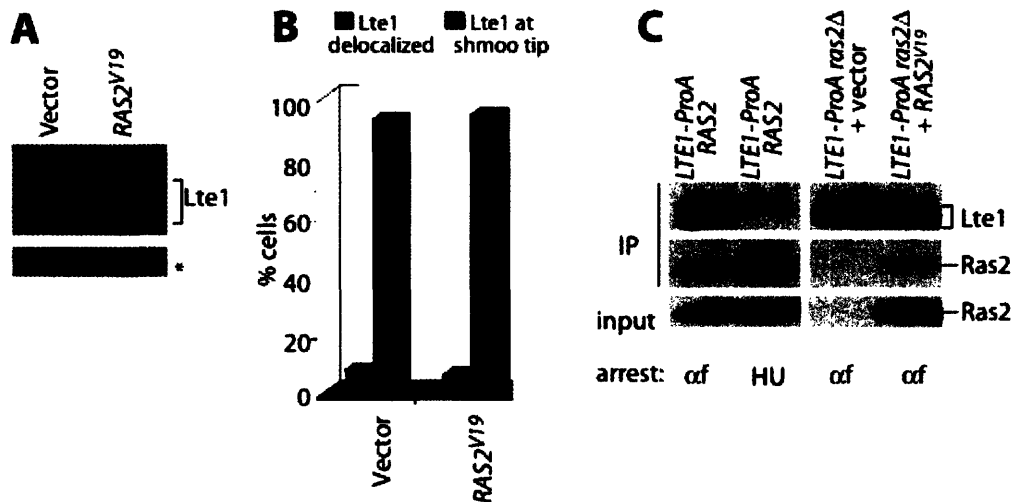 A
Vector
RAS2V19
Lte1
*
B
Lte1 delocalized
Lte1 at shmoo tip
% cells
100
80
60
40
20
0
Vector
RAS2V19
C
LTE1-ProA RAS2
LTE1-ProA RAS2
LTE1-ProA ras2Δ + vector
LTE1-ProA ras2Δ + RAS2V19
IP
Lte1
Ras2
input
Ras2
arrest: αf HU αf αf